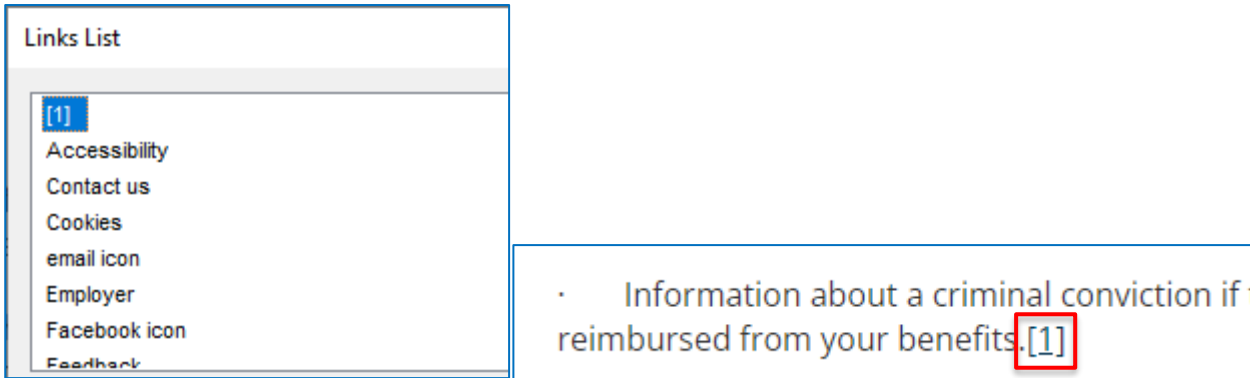 Links List
[1]
Accessibility
Contact us
Cookies
email icon
Employer
Facebook icon
Feedback
· Information about a criminal conviction if
reimbursed from your benefits.[1]